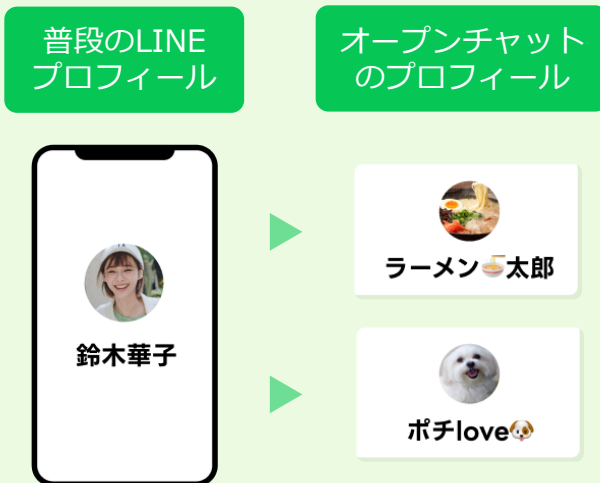 普段のLINE
プロフィール
オープンチャット
のプロフィール
鈴木華子
ラーメン🍜太郎
ポチlove🐶